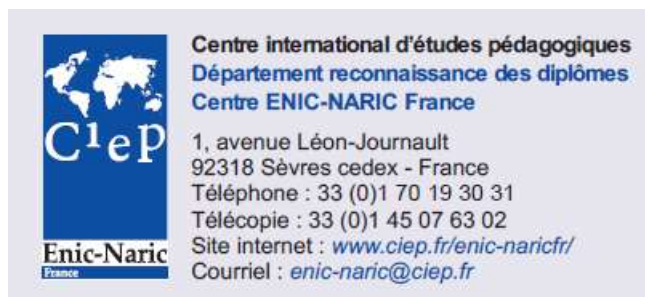 Ciep
Enic-Naric
France
Centre international d'études pédagogiques
Département reconnaissance des diplômes
Centre ENIC-NARIC France
1, avenue Léon-Journault
92318 Sèvres cedex - France
Téléphone : 33 (0)1 70 19 30 31
Télécopie : 33 (0)1 45 07 63 02
Site internet : www.ciep.fr/enic-naricfr/
Courriel : enic-naric@ciep.fr